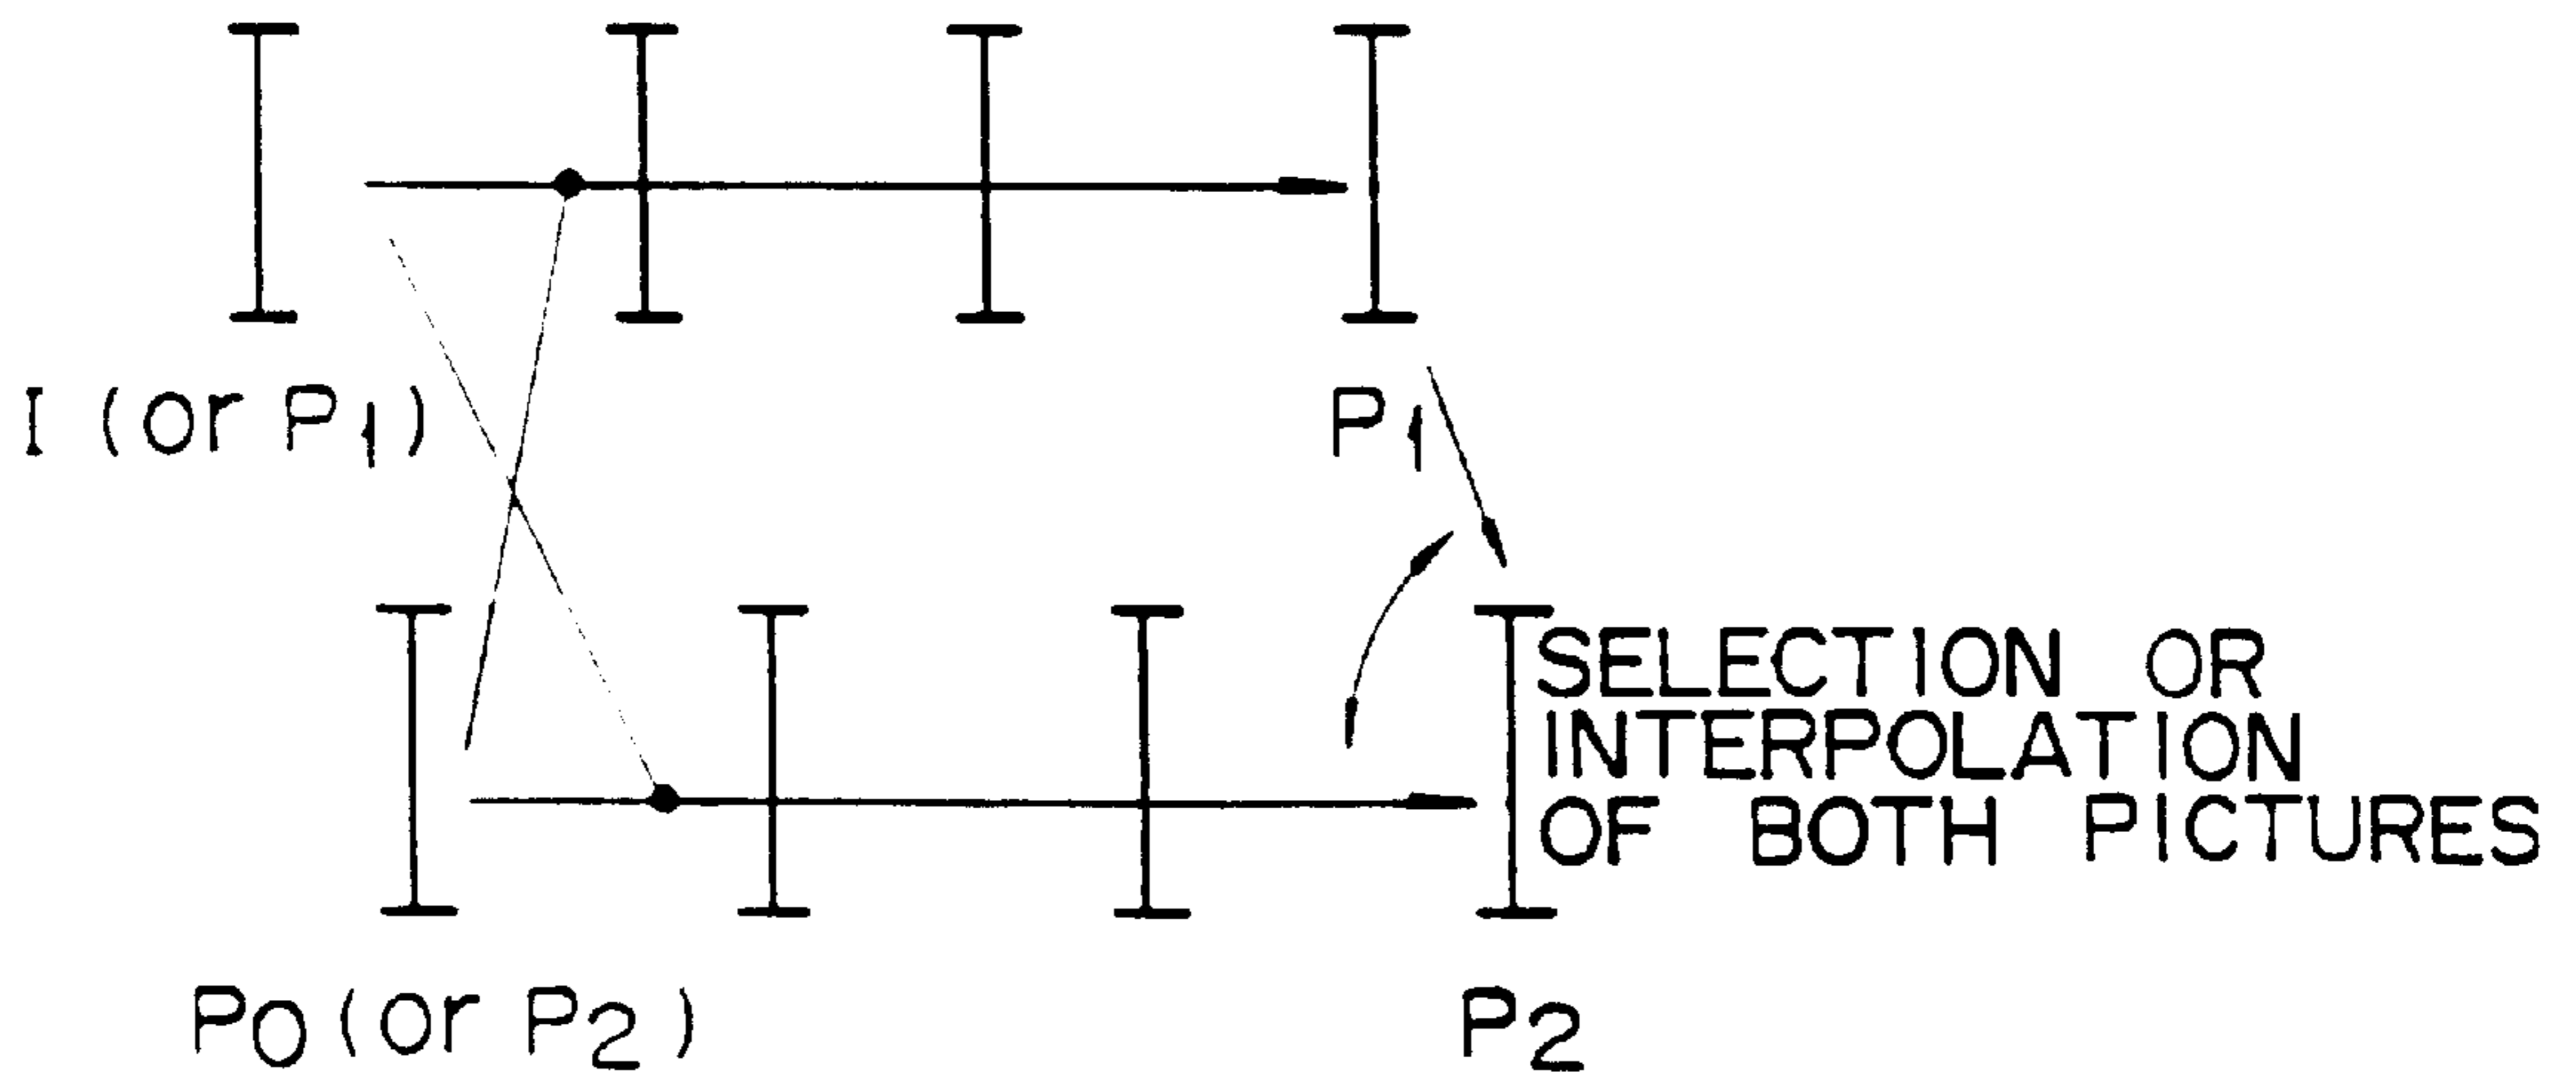 I (or P1)
P1
SELECTION OR
INTERPOLATION
OF BOTH PICTURES
P0 (or P2)
P2